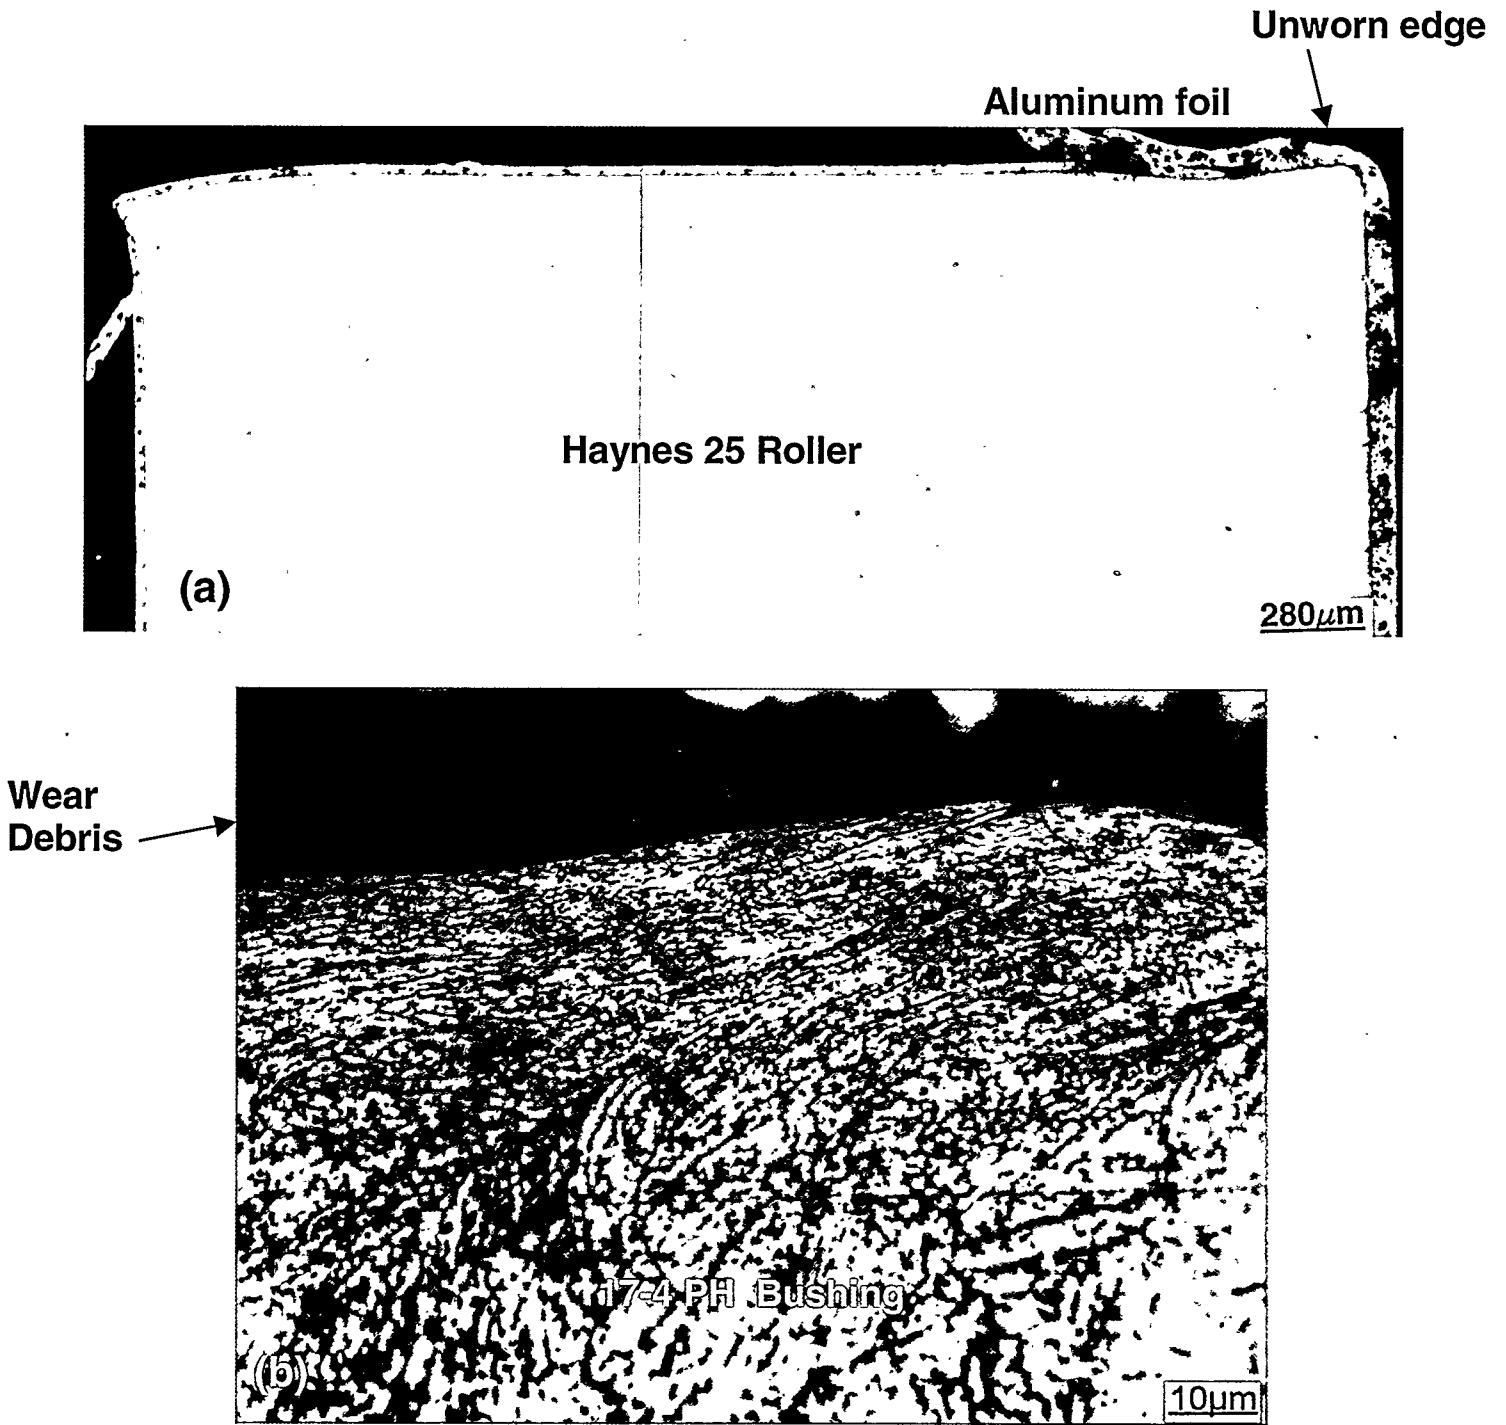 Unworn edge
Aluminum foil
Haynes 25 Roller
(a)
280μm
Wear
Debris
17-4 PH Bushing
(b)
10μm